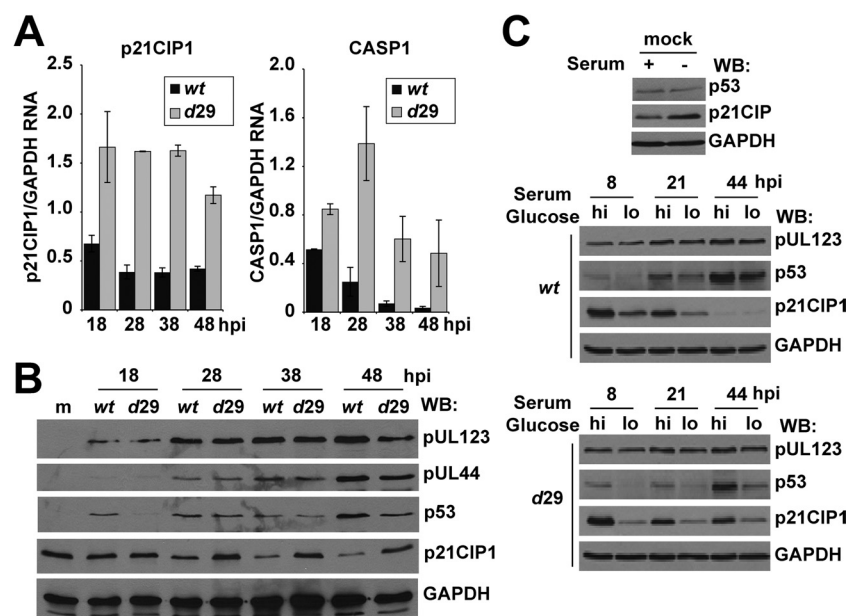 A
p21CIP1
CASP1
p21CIP1/GAPDH RNA
2.5
2.0
1.5
1.0
0.5
0
wt
d29
18 28 38 48 hpi
CASP1/GAPDH RNA
2.0
1.6
1.2
0.8
0.4
0
wt
d29
18 28 38 48 hpi
B
18 28 38 48 hpi
m wt d29 wt d29 wt d29 wt d29 WB:
pUL123
pUL44
p53
p21CIP1
GAPDH
C
mock
Serum + - WB:
p53
p21CIP
GAPDH
Serum 8 21 44 hpi
Glucose hi lo hi lo hi lo WB:
wt
pUL123
p53
p21CIP1
GAPDH
Serum 8 21 44 hpi
Glucose hi lo hi lo hi lo WB:
d29
pUL123
p53
p21CIP1
GAPDH